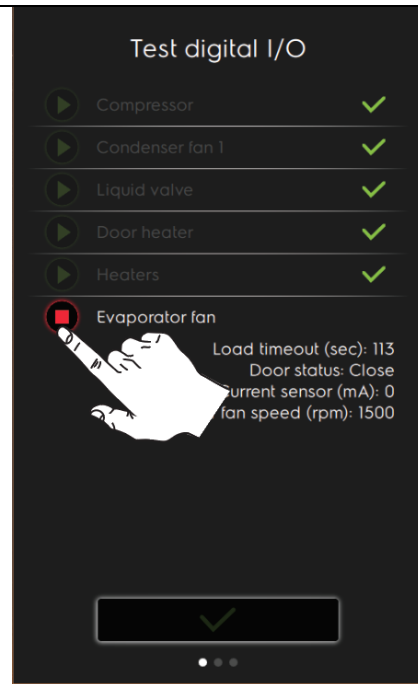 Test digital I/O
Compressor
Condenser fan 1
Liquid valve
Door heater
Heaters
Evaporator fan
Load timeout (sec): 113
Door status: Close
Current sensor (mA): 0
fan speed (rpm): 1500